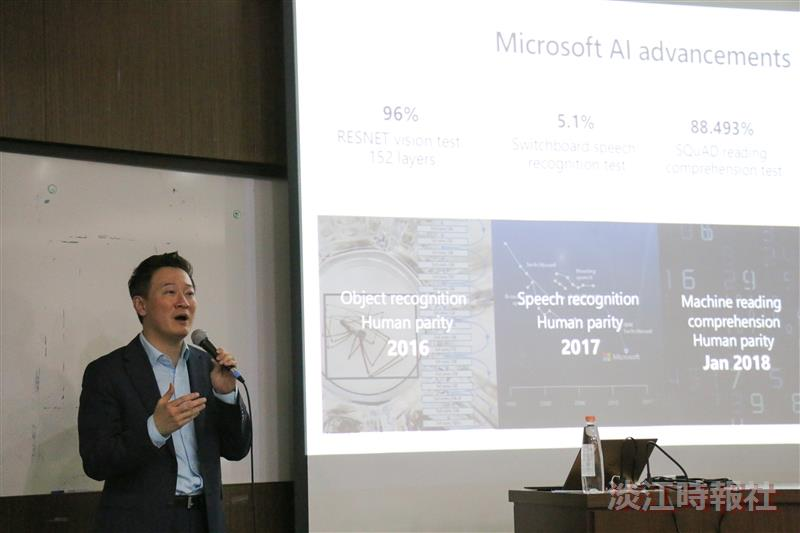 Microsoft AI advancements
96%
RESNET vision test
152 layers
5.1%
Switchboard speech
recognition test
88.493%
SQuAD reading
comprehension test
Object recognition
Human parity
2016
Speech recognition
Human parity
2017
Microsoft
Machine reading
comprehension
Human parity
Jan 2018
淡江時報社